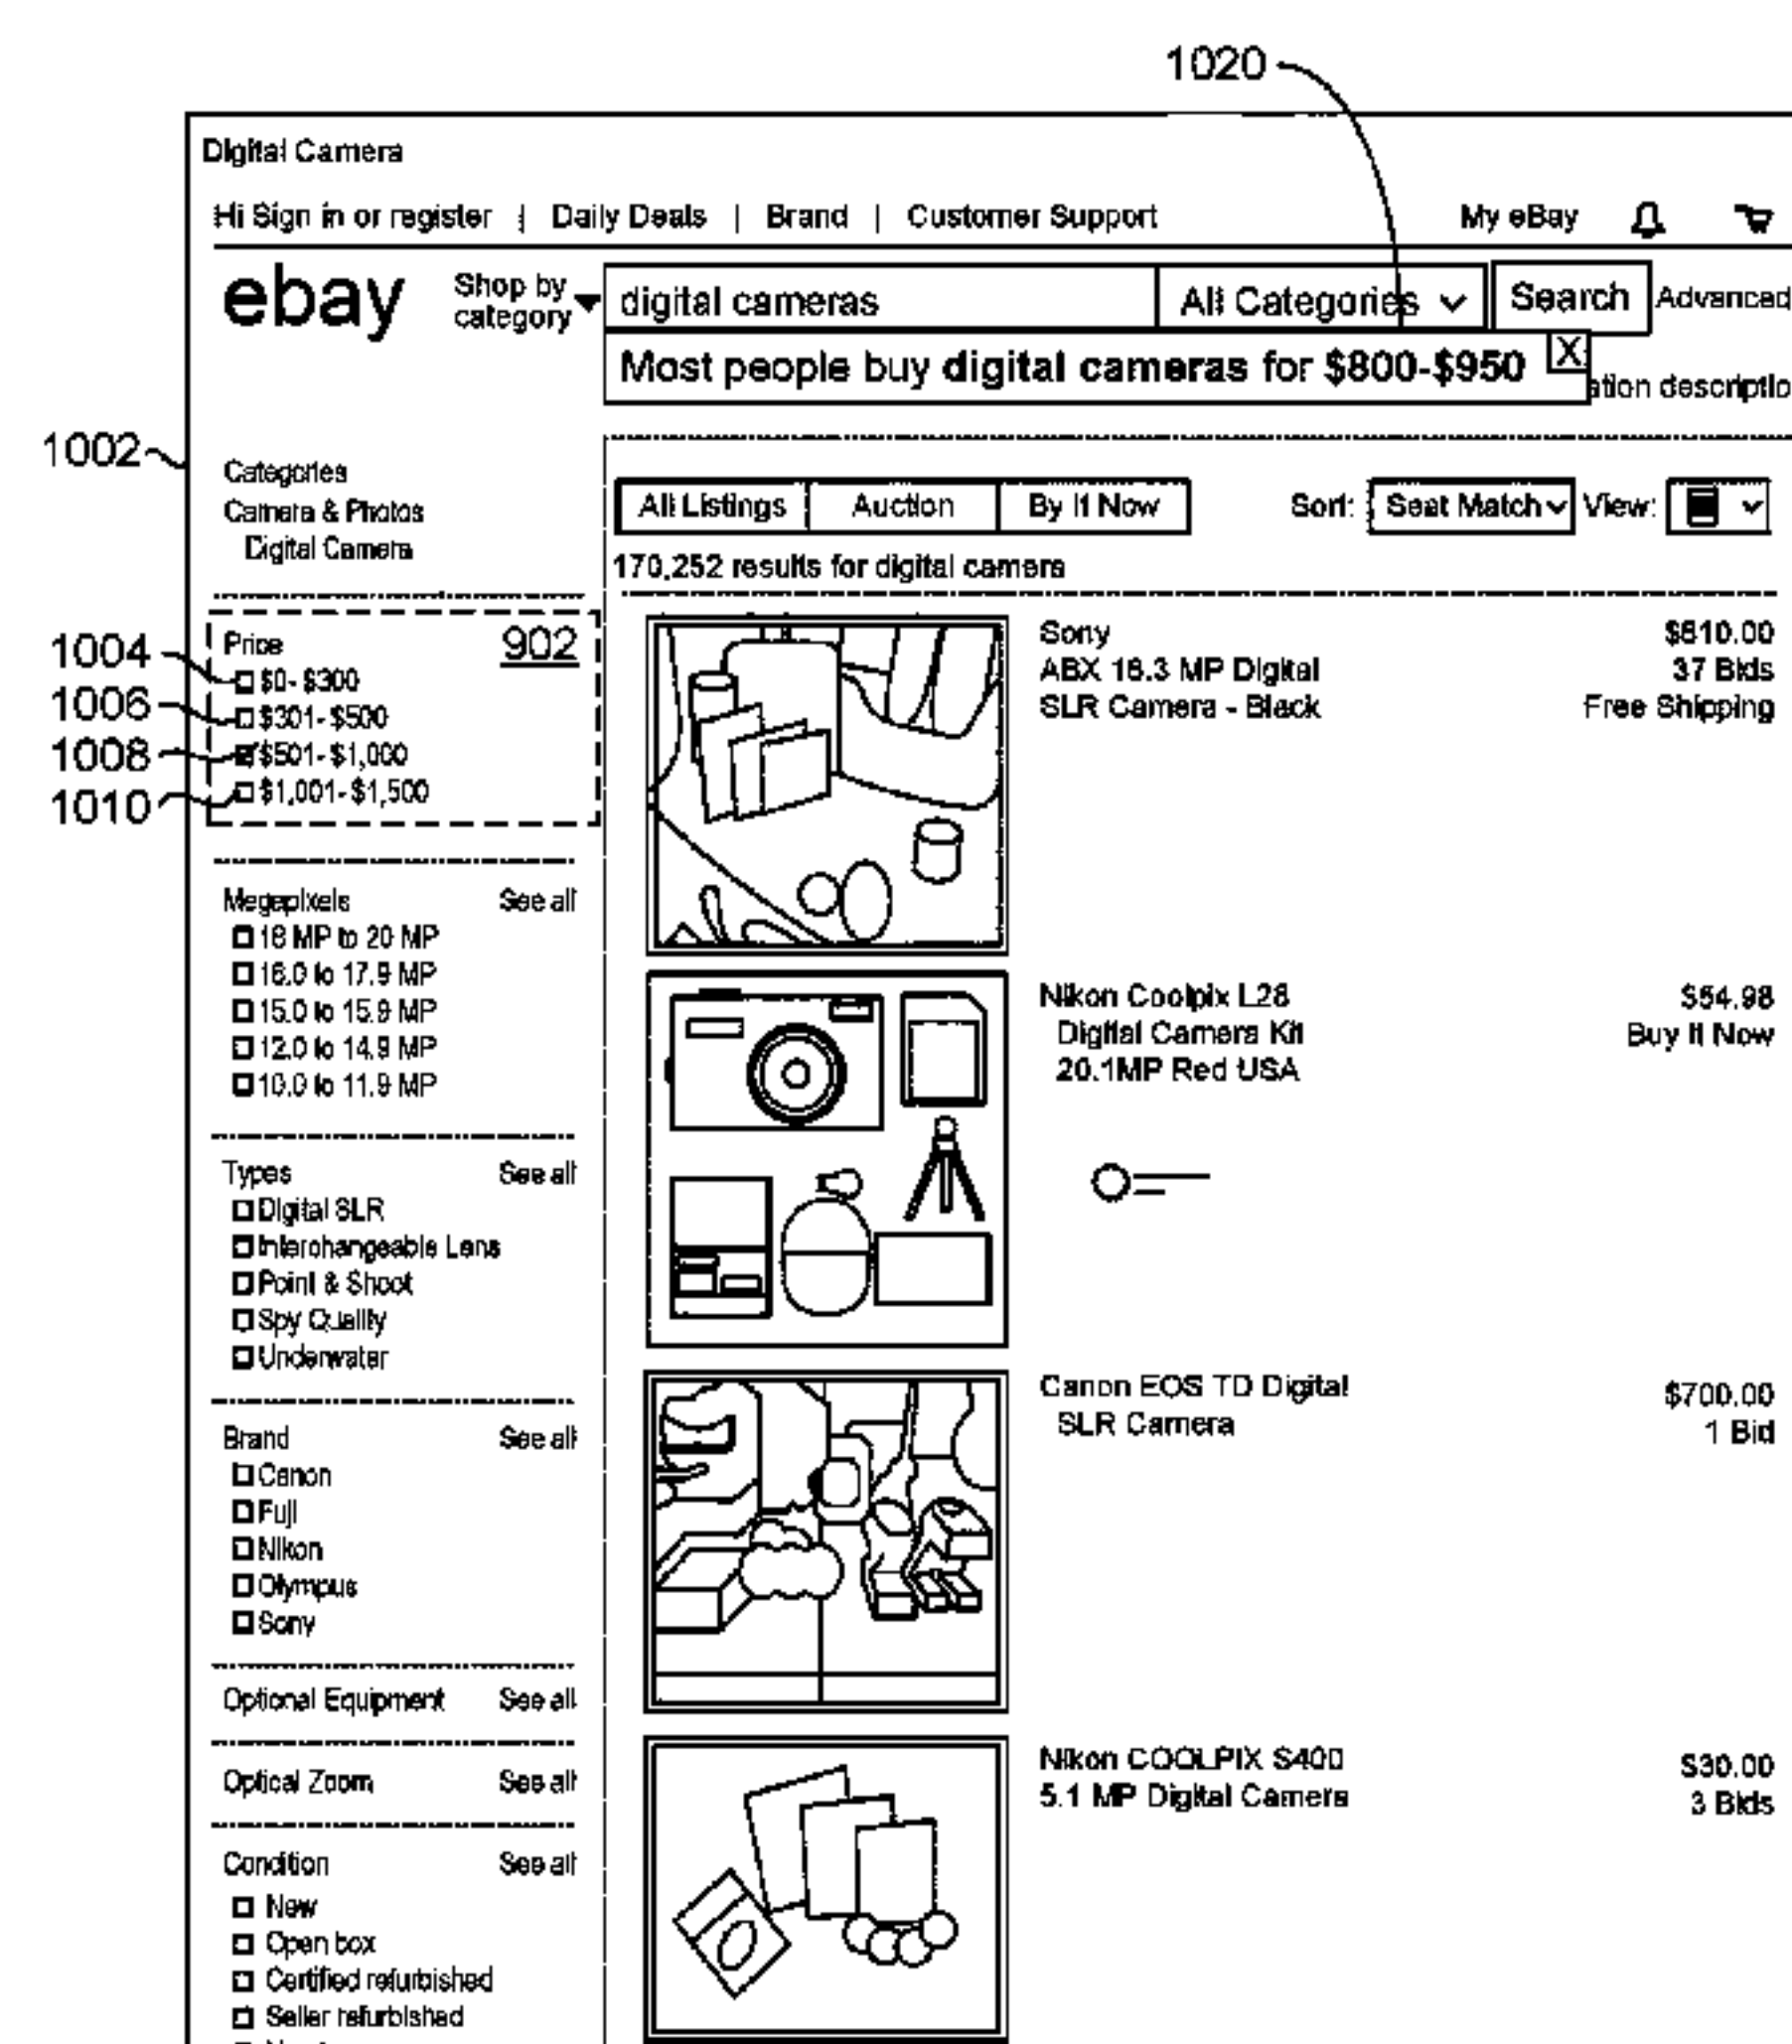 1020
Digital Camera
Hi Sign in or register | Daily Deals | Brand | Customer Support My eBay
ebay Shop by category digital cameras All Categories Search Advanced
Most people buy digital cameras for $800-$950 X
ation descriptio
1002
Categories
Camera & Photos
Digital Camera
All Listings Auction By It Now Sort: Seat Match View:
170,252 results for digital camera
Price 902
1004 $0-$300
1006 $301-$500
1008 $501-$1,000
1010 $1,001-$1,500
Sony $610.00
ABX 16.3 MP Digital 37 Bids
SLR Camera - Black Free Shipping
Megapixels See all
18 MP to 20 MP
16.0 to 17.9 MP
15.0 to 15.9 MP
12.0 to 14.9 MP
10.0 to 11.9 MP
Nikon Coolpix L28 $54.98
Digital Camera Kit Buy It Now
20.1MP Red USA
Types See all
Digital SLR
Interchangeable Lens
Point & Shoot
Spy Quality
Underwater
Canon EOS TD Digital $700.00
SLR Camera 1 Bid
Brand See all
Canon
Fuji
Nikon
Olympus
Sony
Optional Equipment See all
Optical Zoom See all
Nikon COOLPIX S400 $30.00
5.1 MP Digital Camera 3 Bids
Condition See all
New
Open box
Certified refurbished
Seller refurbished